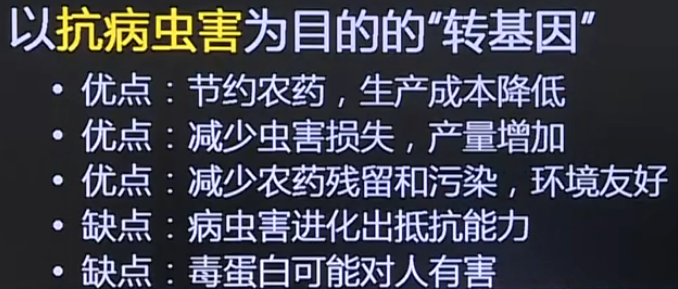 以抗病虫害为目的的“转基因”
• 优点：节约农药，生产成本降低
• 优点：减少虫害损失，产量增加
• 优点：减少农药残留和污染，环境友好
• 缺点：病虫害进化出抵抗能力
• 缺点：毒蛋白可能对人有害